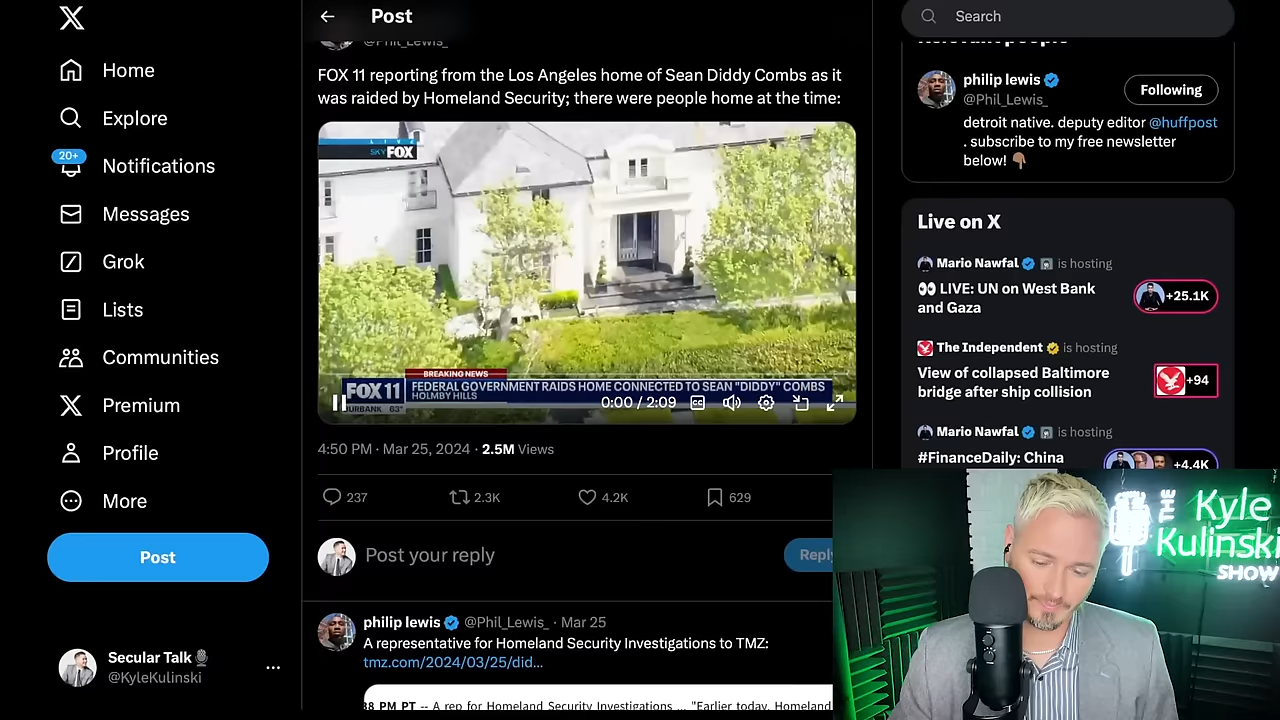 Home
Explore
20+
Notifications
Messages
Grok
Lists
Communities
Premium
Profile
More
Post
Secular Talk
@KyleKulinski
Post
@Phil_Lewis_
FOX 11 reporting from the Los Angeles home of Sean Diddy Combs as it
was raided by Homeland Security; there were people home at the time:
LIVE
SKYFOX
BREAKING NEWS
FOX 11
FEDERAL GOVERNMENT RAIDS HOME CONNECTED TO SEAN "DIDDY" COMBS
HOLMBY HILLS
BURBANK 63°
0:00 / 2:09
CC
4:50 PM · Mar 25, 2024 · 2.5M Views
237
2.3K
4.2K
629
Post your reply
Reply
philip lewis @Phil_Lewis_ · Mar 25
A representative for Homeland Security Investigations to TMZ:
tmz.com/2024/03/25/did...
38 PM PT -- A rep for Homeland Security Investigations ... "Earlier today, Homeland
Search
Relevant people
philip lewis
@Phil_Lewis_
Following
detroit native. deputy editor @huffpost
. subscribe to my free newsletter
below!
Live on X
Mario Nawfal is hosting
LIVE: UN on West Bank
and Gaza
+25.1K
The Independent is hosting
View of collapsed Baltimore
bridge after ship collision
+94
Mario Nawfal is hosting
#FinanceDaily: China
+4.4K
THE
Kyle
Kulinski
SHOW